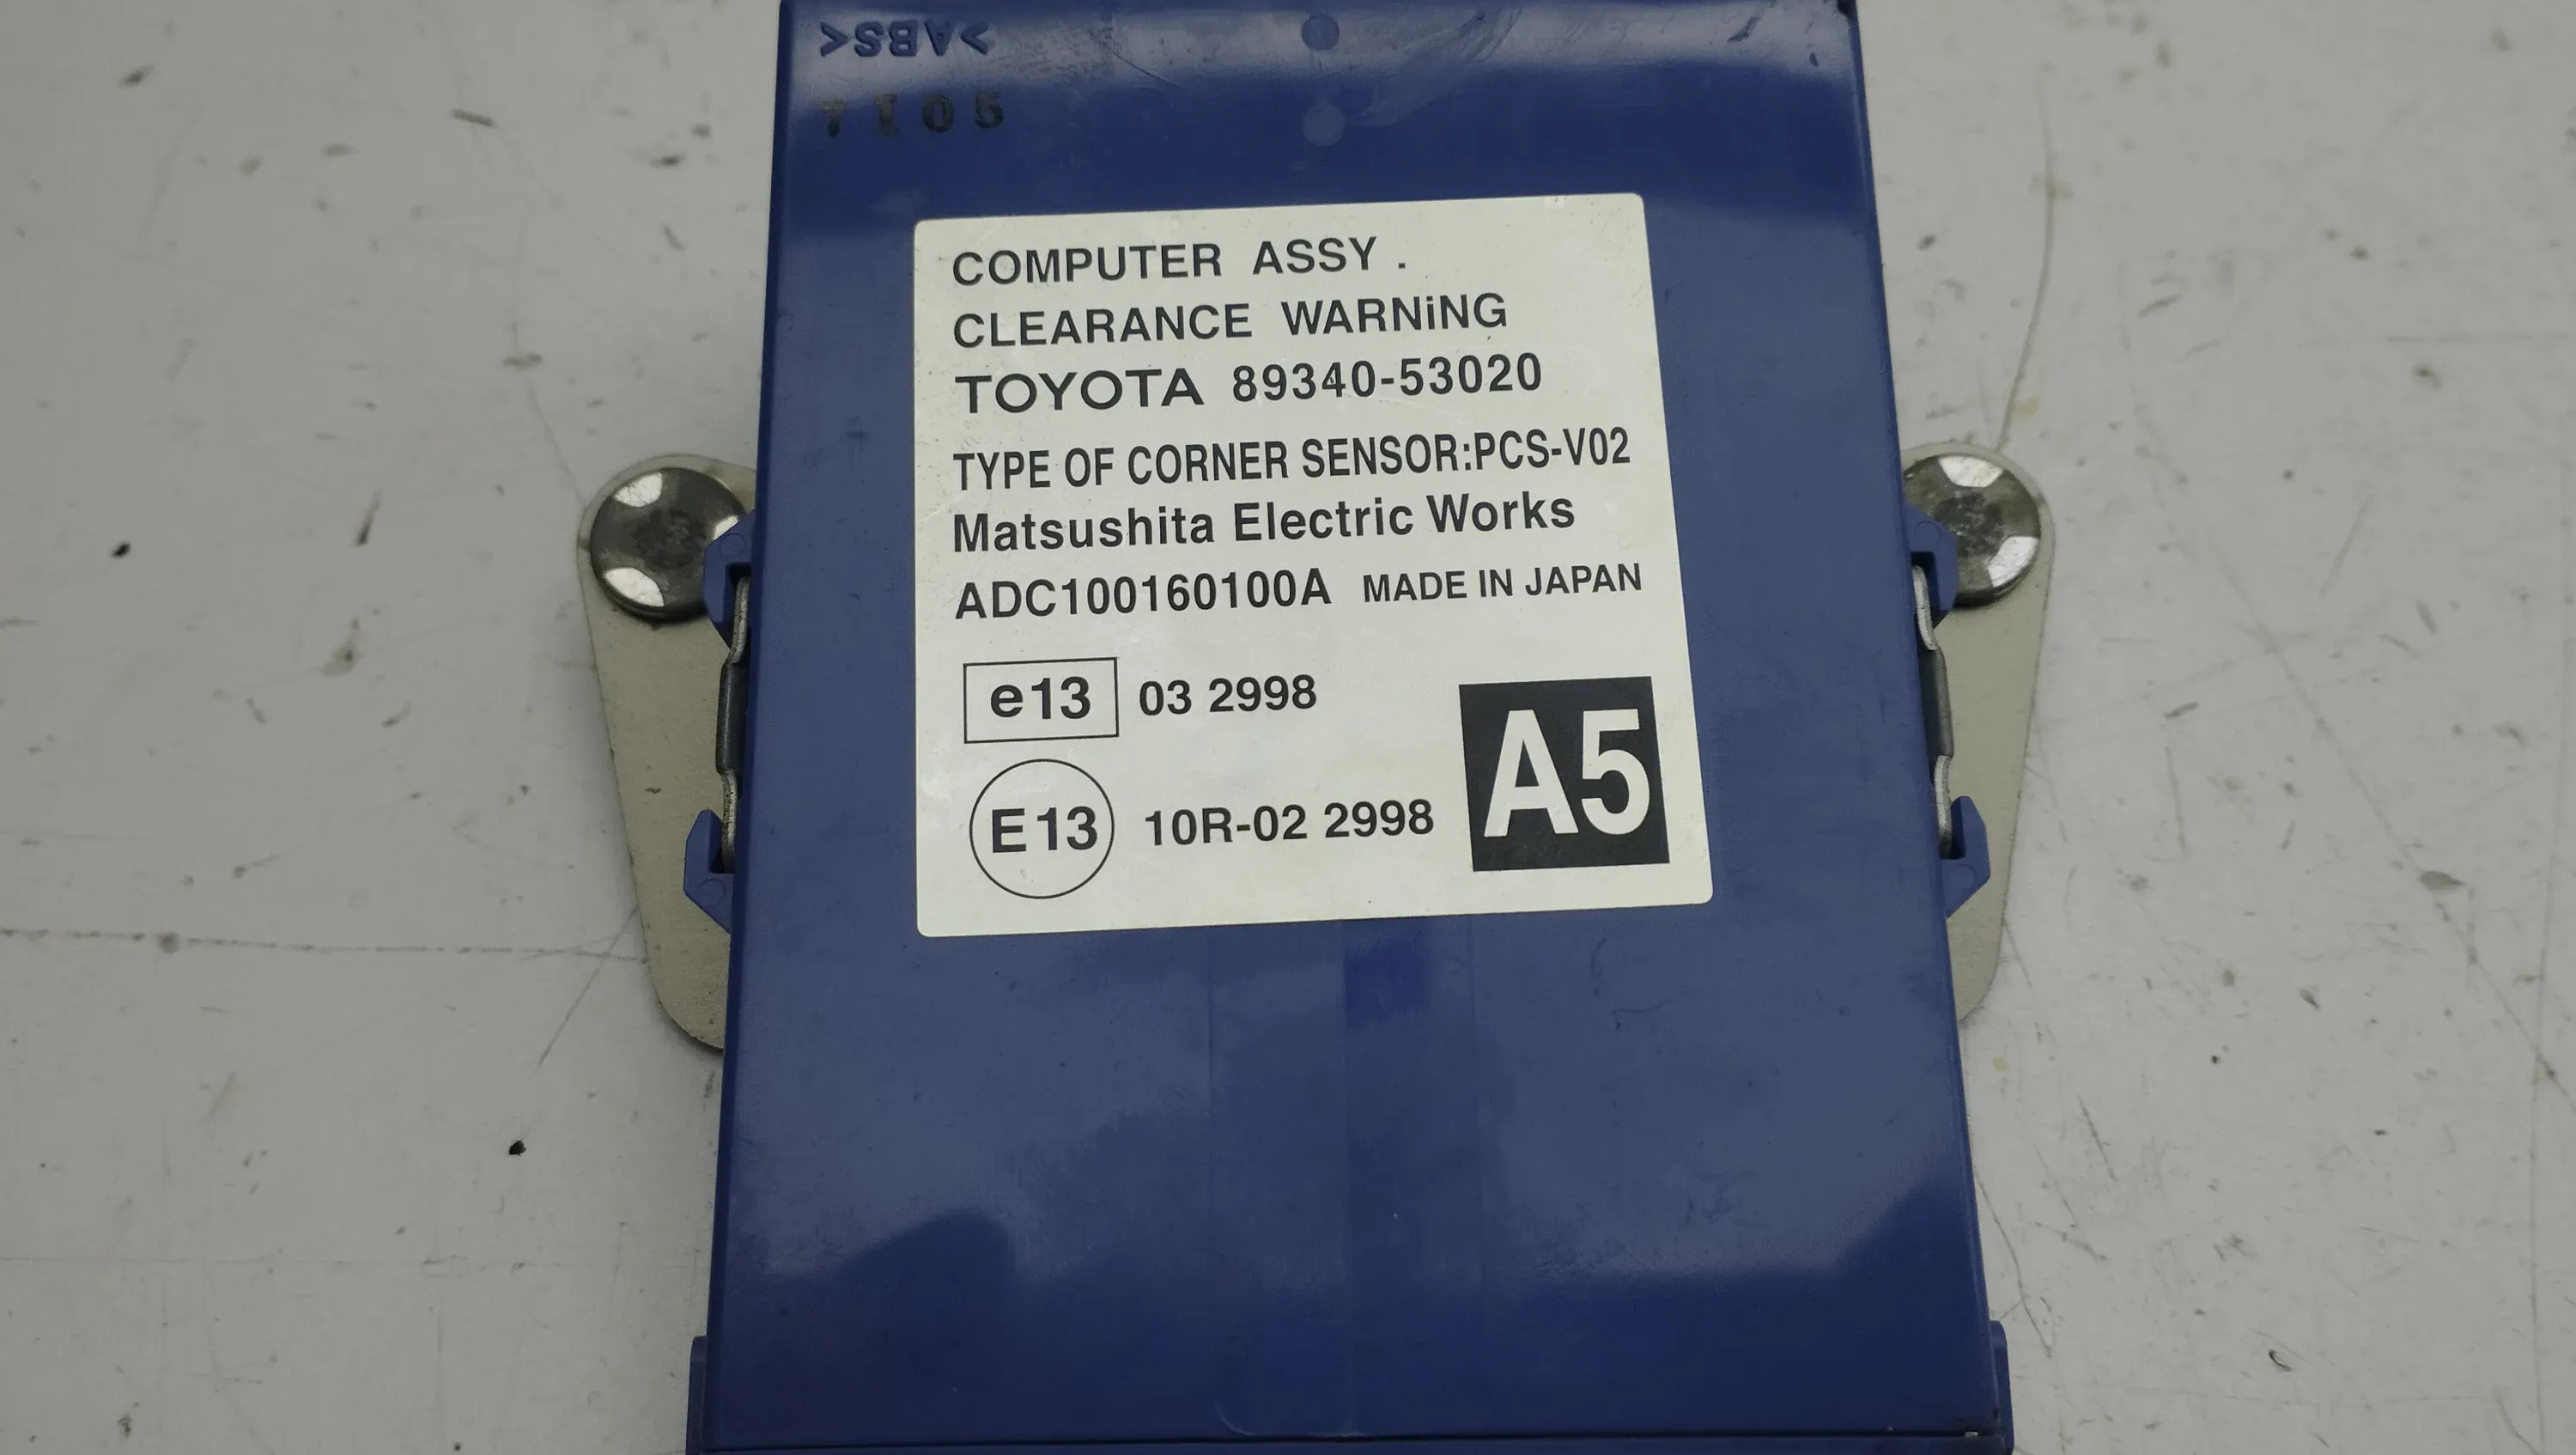 >ABS<
7105
COMPUTER ASSY .
CLEARANCE WARNiNG
TOYOTA 89340-53020
TYPE OF CORNER SENSOR:PCS-V02
Matsushita Electric Works
ADC100160100A MADE IN JAPAN
e13 03 2998
E13 10R-02 2998
A5